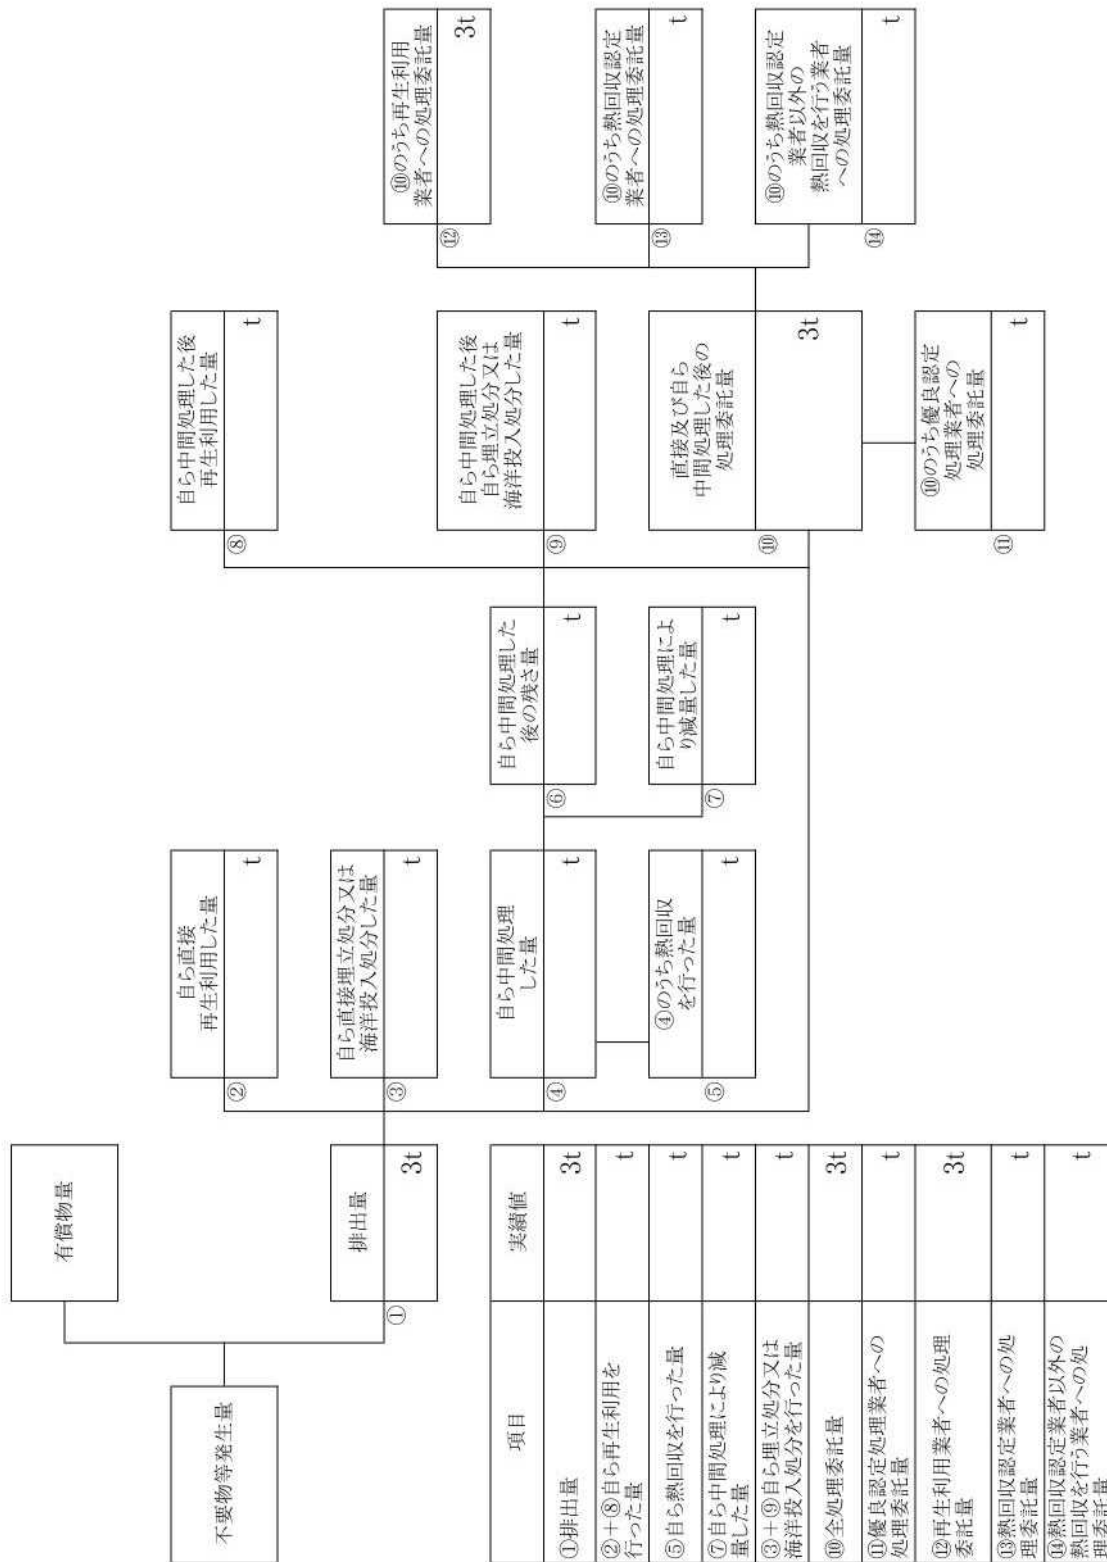 不要物等発生量
有償物量
①
排出量
3t
②
自ら直接
再生利用した量
t
③
自ら直接埋立処分又は
海洋投入処分した量
t
④
自ら中間処理
した量
t
⑤
④のうち熱回収
を行った量
t
⑥
自ら中間処理した
後の残さ量
t
⑦
自ら中間処理によ
り減量した量
t
⑧
自ら中間処理した後
再生利用した量
t
⑨
自ら中間処理した後
自ら埋立処分又は
海洋投入処分した量
t
⑩
直接及び自ら
中間処理した後の
処理委託量
3t
⑪
⑩のうち優良認定
処理業者への
処理委託量
t
⑫
⑩のうち再生利用
業者への処理委託量
3t
⑬
⑩のうち熱回収認定
業者への処理委託量
t
⑭
⑩のうち熱回収認定
業者以外の
熱回収を行う業者
への処理委託量
t
項目 実績値
①排出量 3t
②+⑧自ら再生利用を
行った量 t
⑤自ら熱回収を行った量 t
⑦自ら中間処理により減
量した量 t
③+⑨自ら埋立処分又は
海洋投入処分を行った量 t
⑩全処理委託量 3t
⑪優良認定処理業者への
処理委託量 t
⑫再生利用業者への処理
委託量 3t
⑬熱回収認定業者への処
理委託量 t
⑭熱回収認定業者以外の
熱回収を行う業者への処
理委託量 t